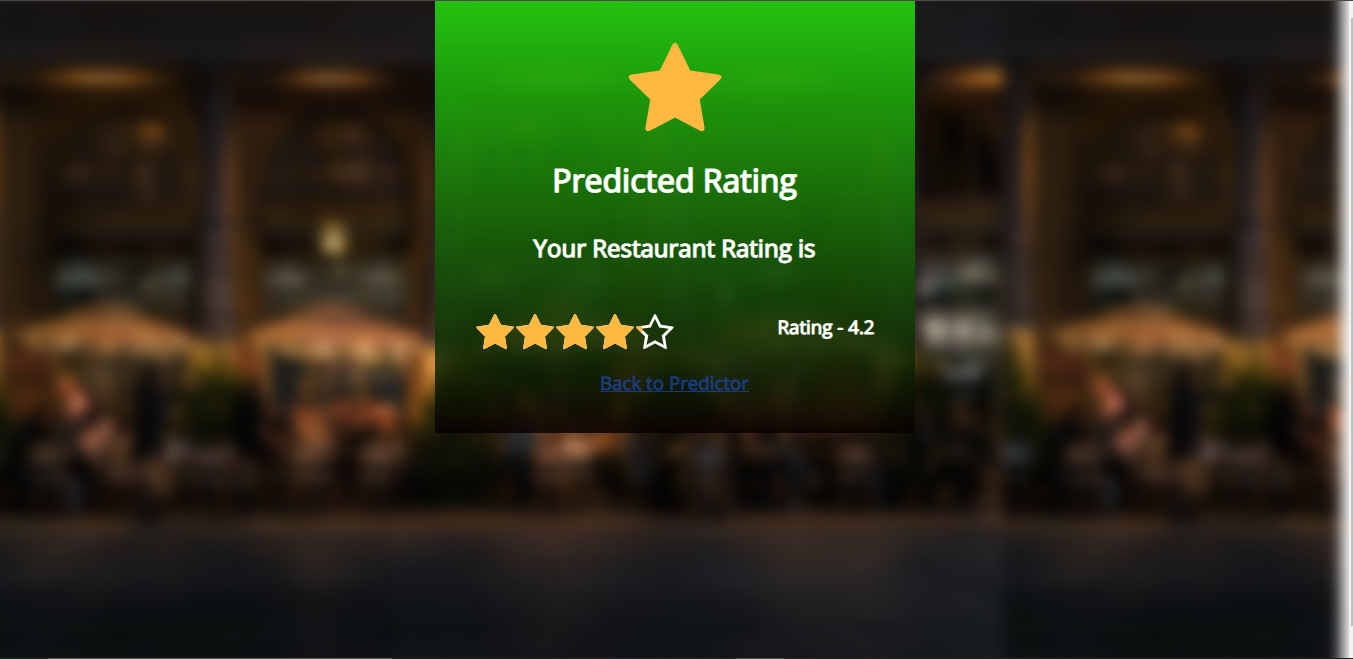 Predicted Rating
Your Restaurant Rating is
Rating - 4.2
Back to Predictor